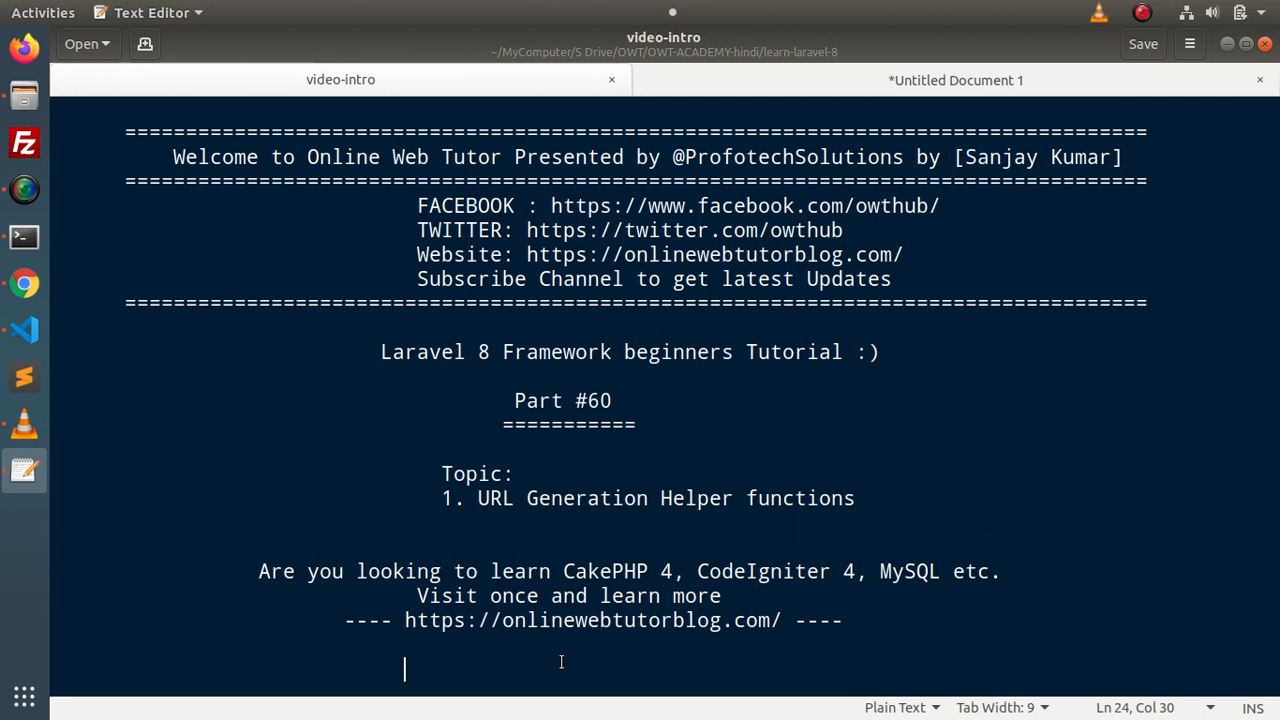 Activities Text Editor
Open
video-intro
~/MyComputer/S Drive/OWT/OWT-ACADEMY-hindi/learn-laravel-8
Save
video-intro × *Untitled Document 1 ×
====================================================================================
Welcome to Online Web Tutor Presented by @ProfotechSolutions by [Sanjay Kumar]
====================================================================================
FACEBOOK : https://www.facebook.com/owthub/
TWITTER: https://twitter.com/owthub
Website: https://onlinewebtutorblog.com/
Subscribe Channel to get latest Updates
====================================================================================
Laravel 8 Framework beginners Tutorial :)
Part #60
===========
Topic:
1. URL Generation Helper functions
Are you looking to learn CakePHP 4, CodeIgniter 4, MySQL etc.
Visit once and learn more
---- https://onlinewebtutorblog.com/ ----
Plain Text Tab Width: 9 Ln 24, Col 30 INS